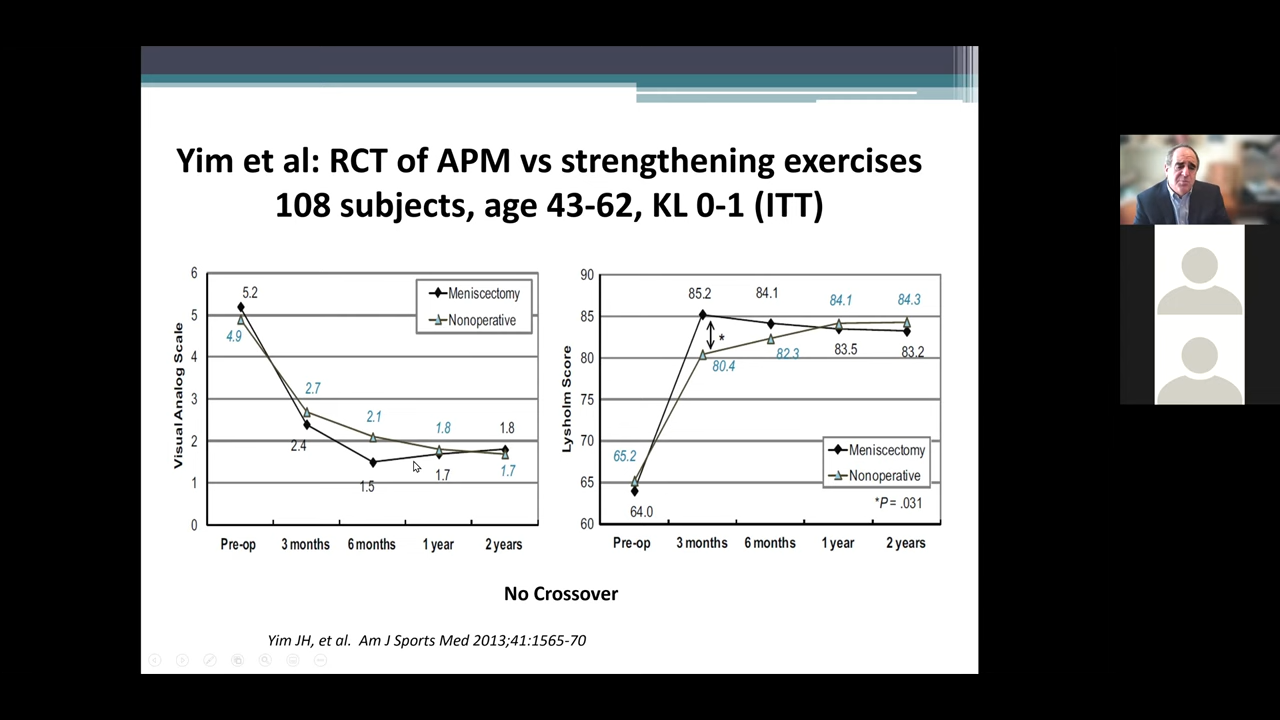 Yim et al: RCT of APM vs strengthening exercises
108 subjects, age 43-62, KL 0-1 (ITT)
Visual Analog Scale
6
5
4
3
2
1
0
5.2
4.9
2.7
2.4
2.1
1.5
1.8
1.7
1.8
1.7
Meniscectomy
Nonoperative
Pre-op 3 months 6 months 1 year 2 years
Lysholm Score
90
85
80
75
70
65
60
65.2
64.0
85.2
80.4
84.1
82.3
84.1
83.5
84.3
83.2
*
Meniscectomy
Nonoperative
*P = .031
Pre-op 3 months 6 months 1 year 2 years
No Crossover
Yim JH, et al. Am J Sports Med 2013;41:1565-70